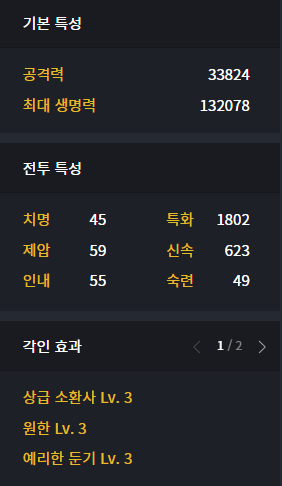 기본 특성
공격력 33824
최대 생명력 132078
전투 특성
치명 45 특화 1802
제압 59 신속 623
인내 55 숙련 49
각인 효과 1 / 2
상급 소환사 Lv. 3
원한 Lv. 3
예리한 둔기 Lv. 3